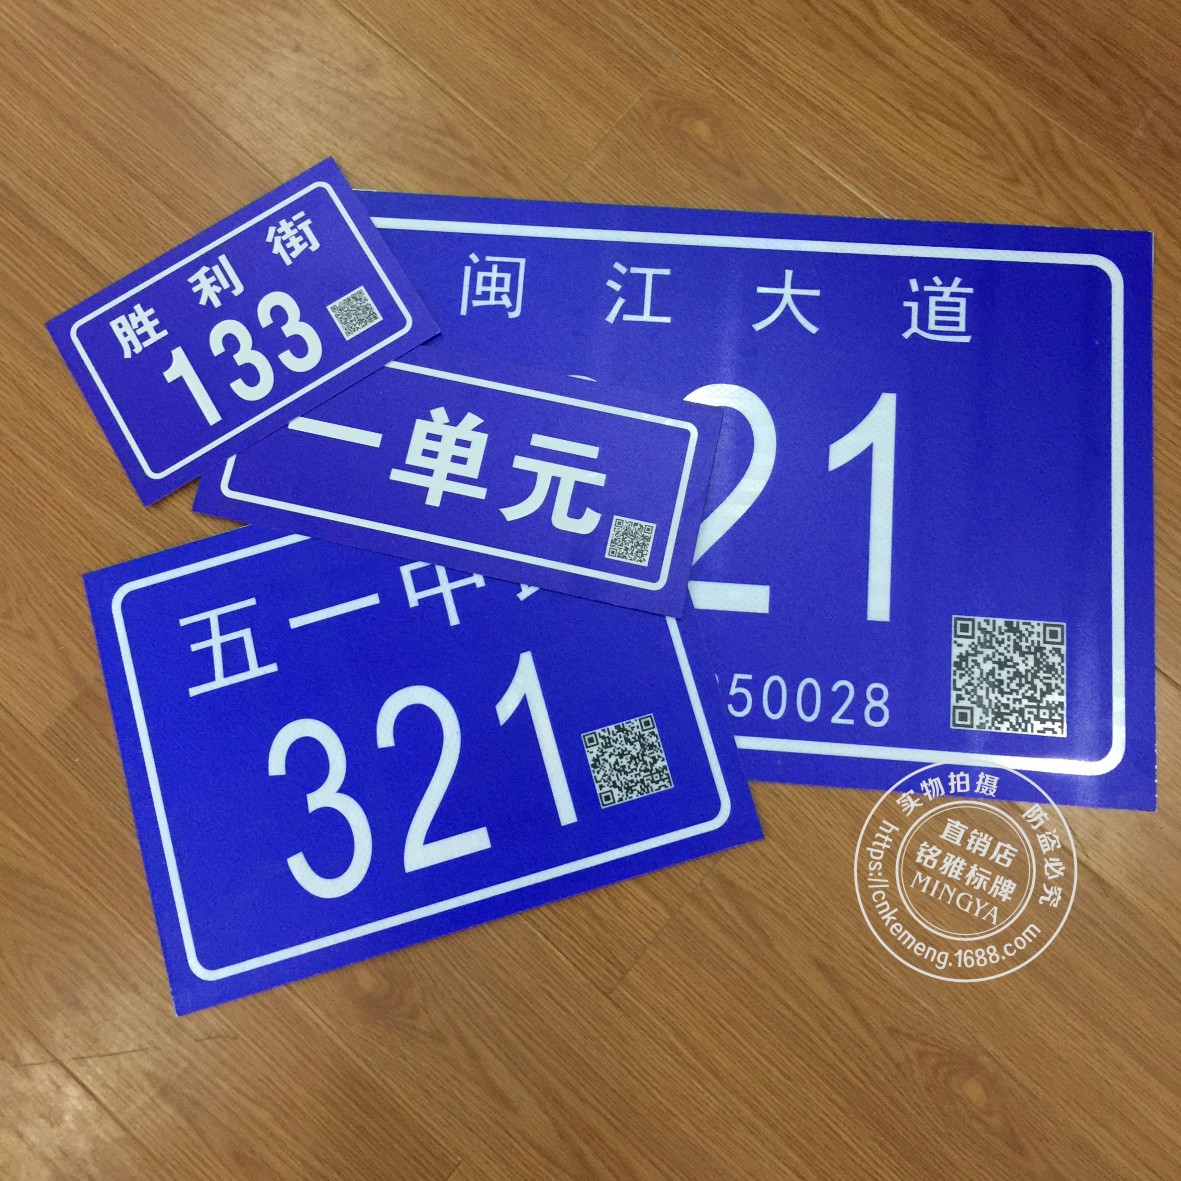 胜利街
133
闽江大道
21
50028
一单元
五一中
321
实物拍摄 防盗必究
直销店
铭雅标牌
MINGYA
https://cnkemeng.1688.com